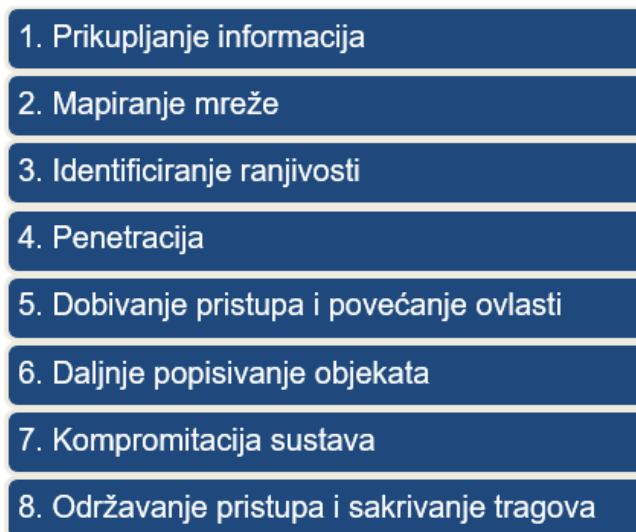 1. Prikupljanje informacija
2. Mapiranje mreže
3. Identificiranje ranjivosti
4. Penetracija
5. Dobivanje pristupa i povećanje ovlasti
6. Daljnje popisivanje objekata
7. Kompromitacija sustava
8. Održavanje pristupa i sakrivanje tragova